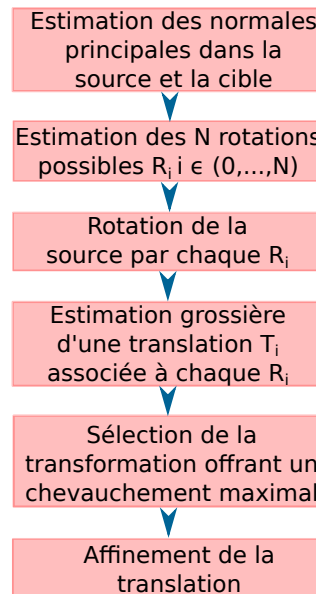 Estimation des normales
principales dans la
source et la cible
Estimation des N rotations
possibles Rᵢ i ϵ (0,...,N)
Rotation de la
source par chaque Rᵢ
Estimation grossière
d'une translation Tᵢ
associée à chaque Rᵢ
Sélection de la
transformation offrant un
chevauchement maximal
Affinement de la
translation